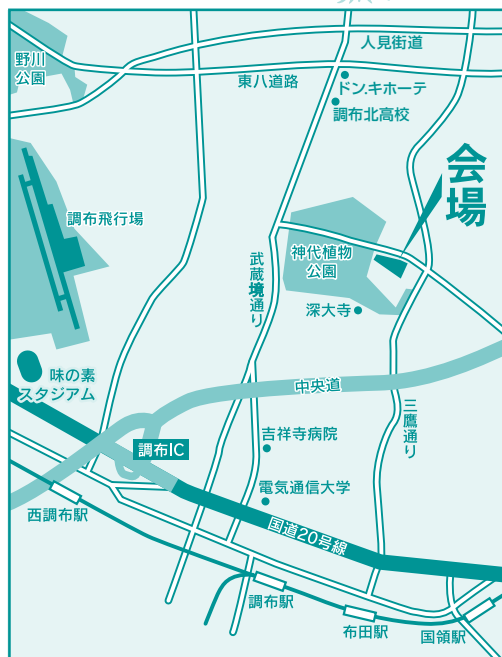 人見街道
野川
公園
東八道路
ドン.キホーテ
調布北高校
会場
調布飛行場
武蔵境通り
神代植物
公園
深大寺
味の素
スタジアム
中央道
三鷹通り
吉祥寺病院
調布IC
電気通信大学
国道20号線
西調布駅
調布駅
布田駅
国領駅